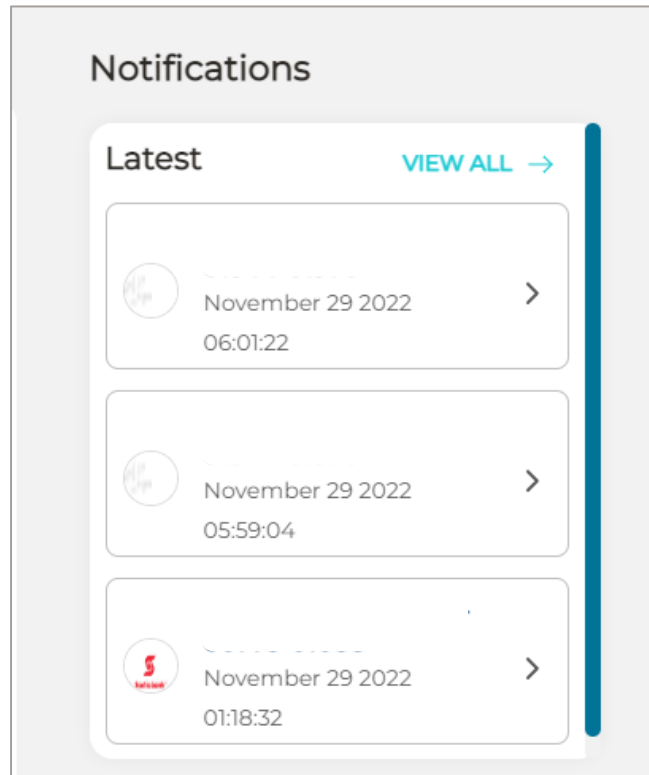 Notifications
Latest
VIEW ALL →
November 29 2022
06:01:22
November 29 2022
05:59:04
Scotiabank
November 29 2022
01:18:32